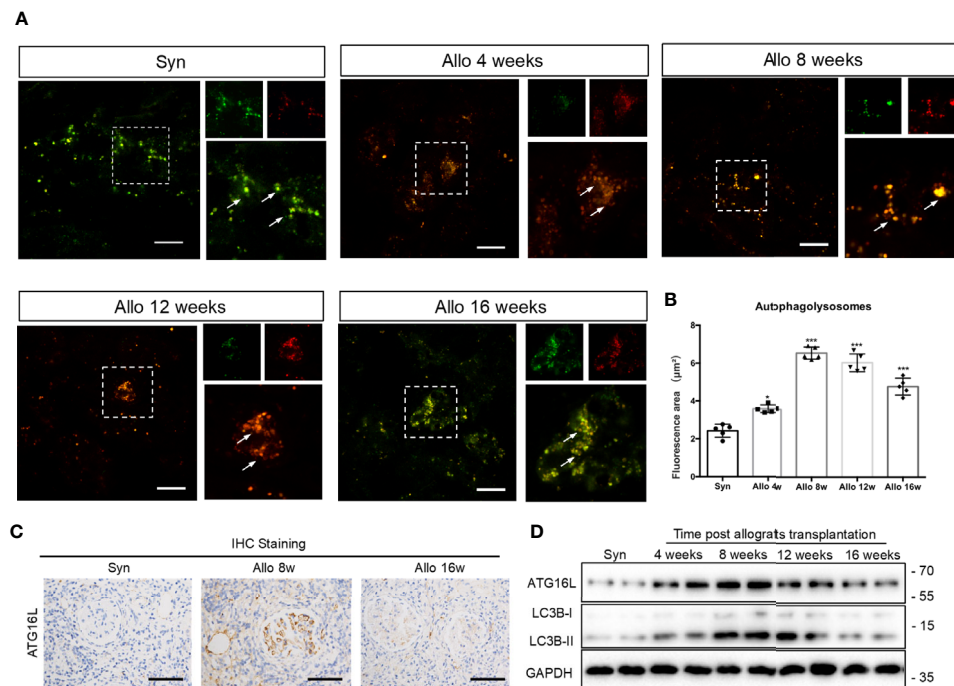 A
Syn
Allo 4 weeks
Allo 8 weeks
Allo 12 weeks
Allo 16 weeks
B
Autophagolysosomes
Fluorescence area (μm²)
8
6
4
2
0
*
***
***
***
Syn
Allo 4w
Allo 8w
Allo 12w
Allo 16w
C
IHC Staining
Syn
Allo 8w
Allo 16w
ATG16L
D
Time post allograts transplantation
Syn
4 weeks
8 weeks
12 weeks
16 weeks
ATG16L
- 70
- 55
LC3B-I
- 15
LC3B-II
GAPDH
- 35